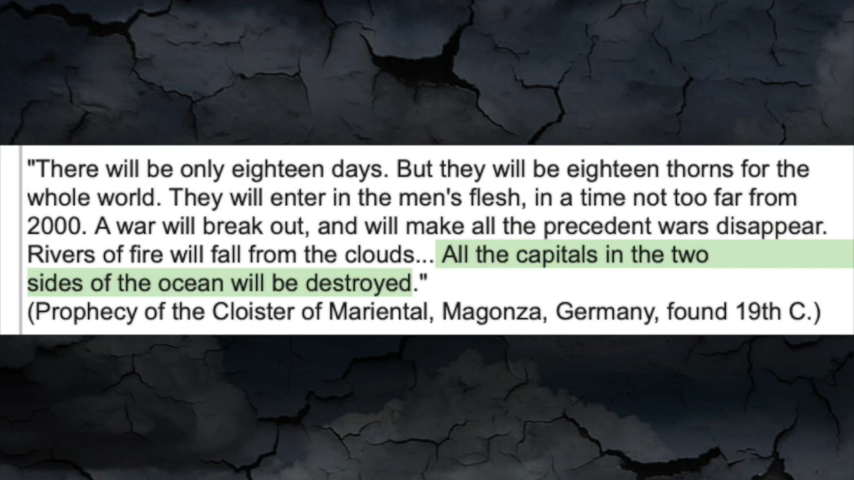 "There will be only eighteen days. But they will be eighteen thorns for the
whole world. They will enter in the men's flesh, in a time not too far from
2000. A war will break out, and will make all the precedent wars disappear.
Rivers of fire will fall from the clouds... All the capitals in the two
sides of the ocean will be destroyed."
(Prophecy of the Cloister of Mariental, Magonza, Germany, found 19th C.)